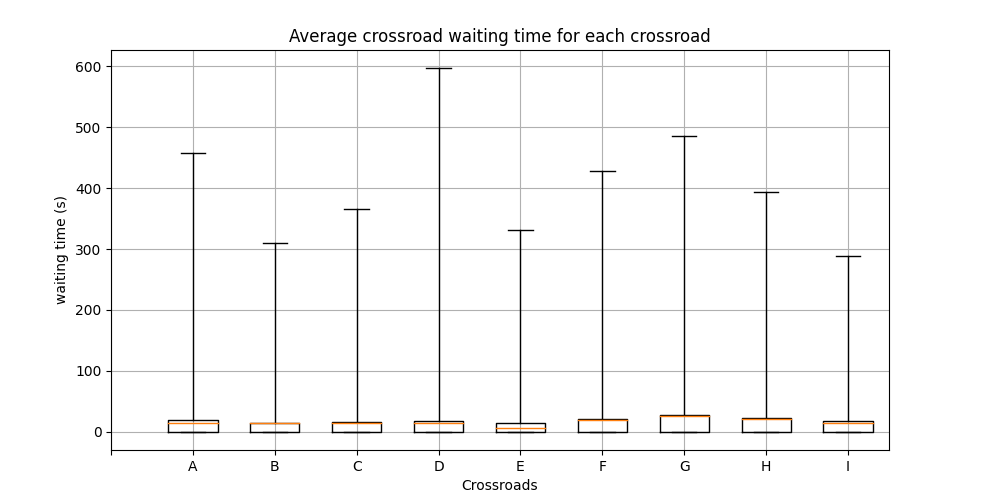 Average crossroad waiting time for each crossroad
600
500
400
300
200
100
0
waiting time (s)
A B C D E F G H I
Crossroads